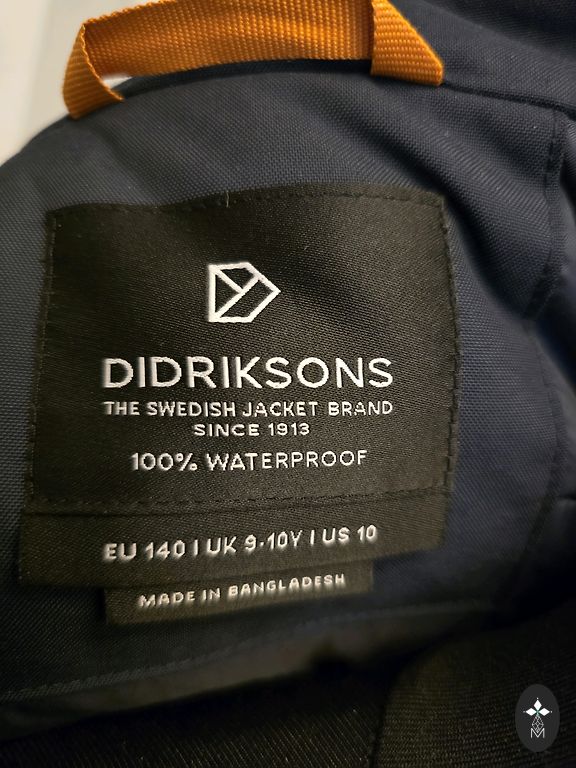 DIDRIKSONS
THE SWEDISH JACKET BRAND
SINCE 1913
100% WATERPROOF
EU 140 | UK 9-10Y | US 10
MADE IN BANGLADESH
M